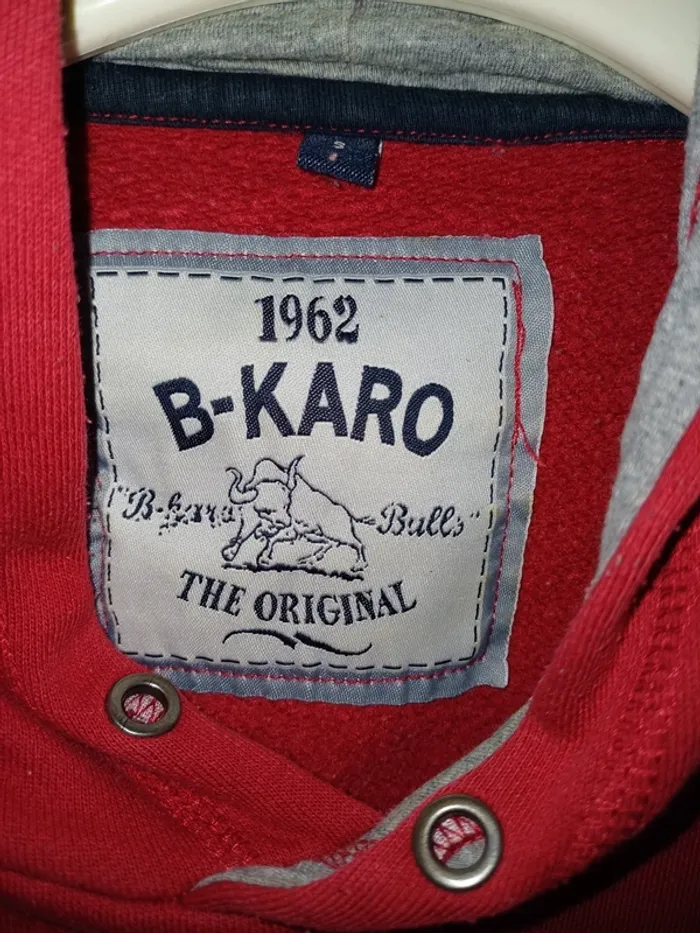 S
1962
B-KARO
"B-karo Bulls"
THE ORIGINAL